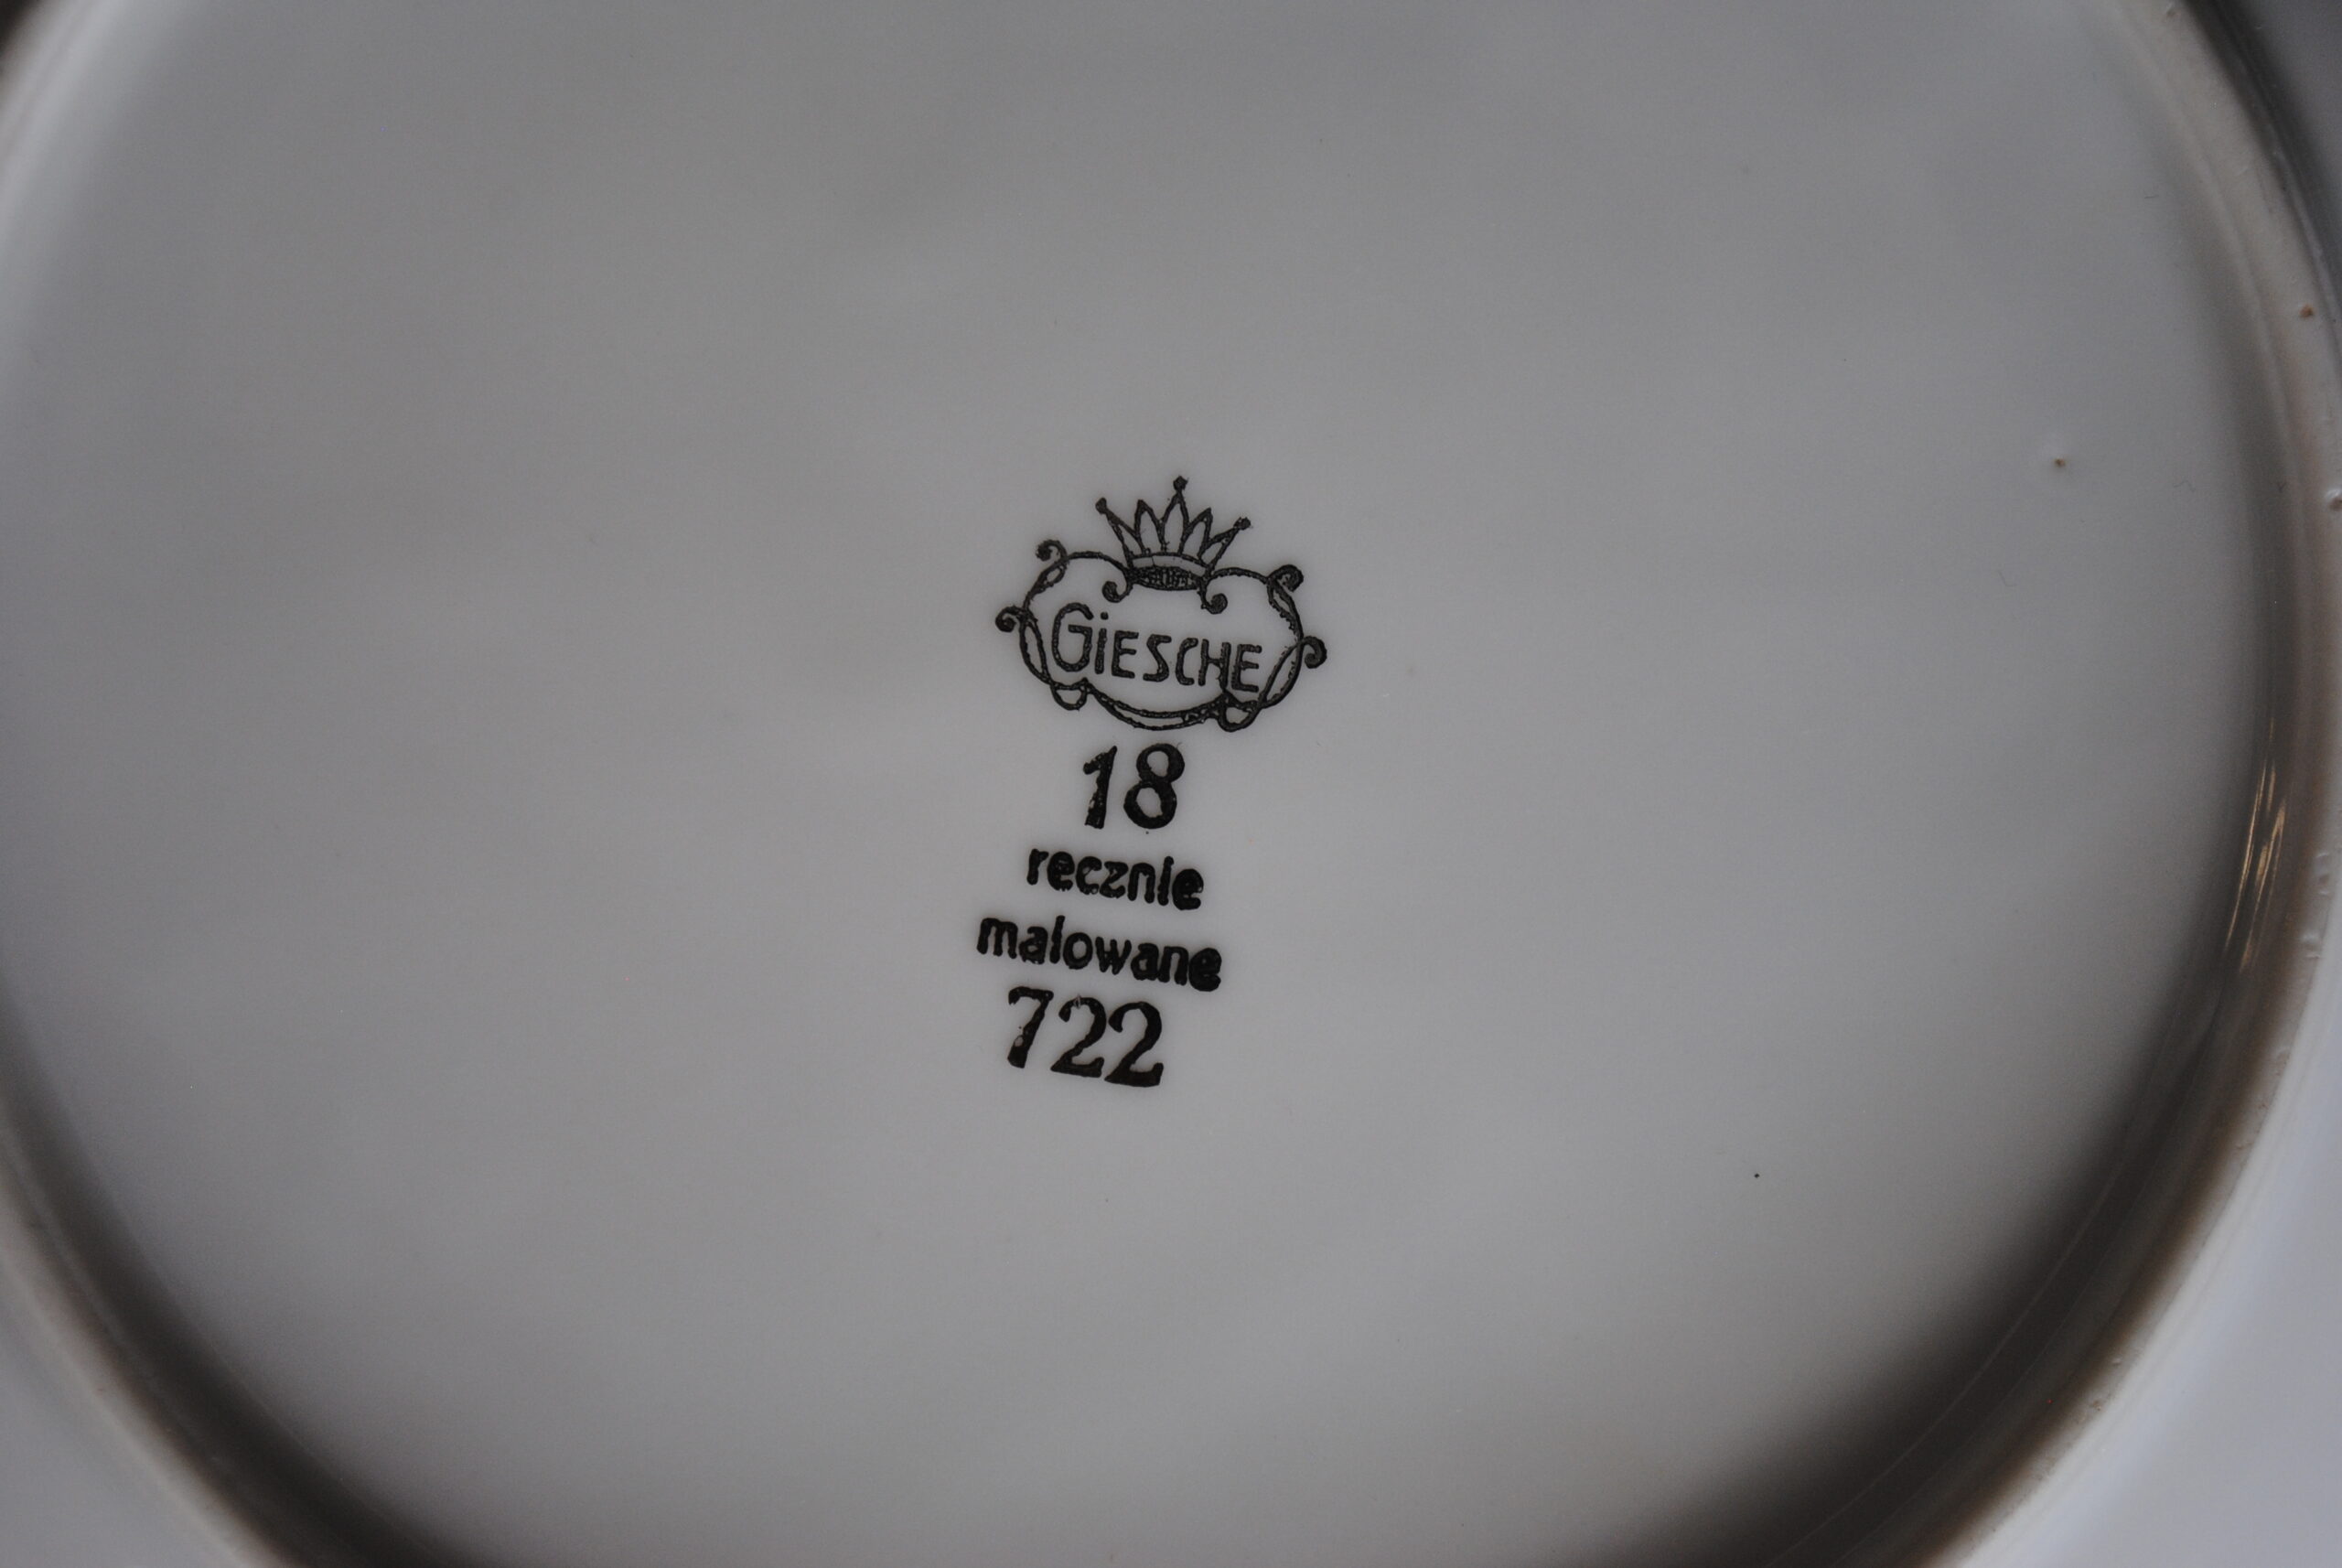 GiESCHE
18
recznie
malowane
722